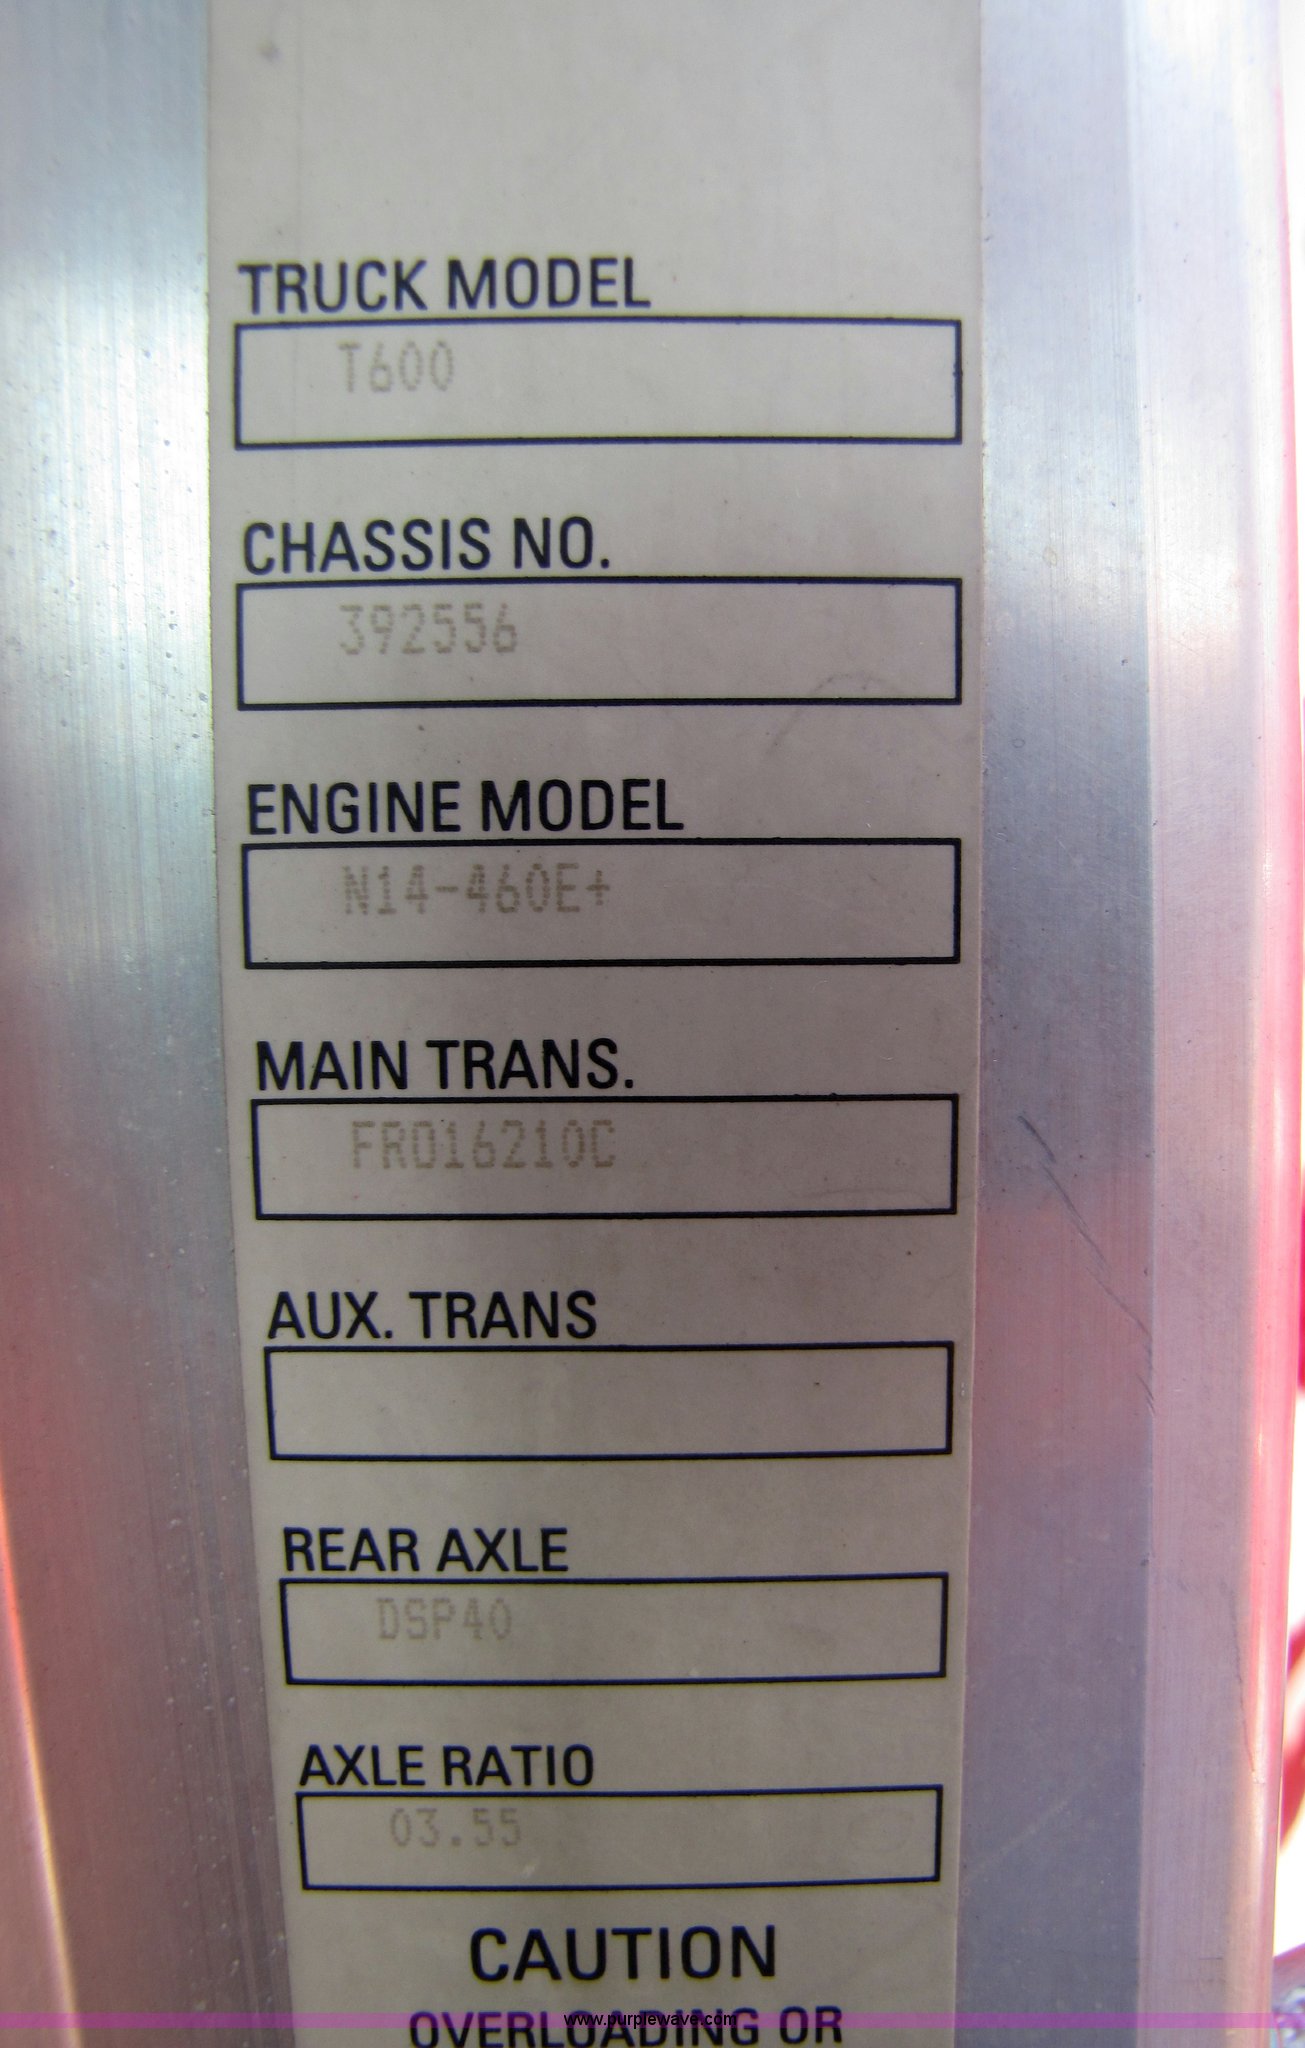 TRUCK MODEL
T600
CHASSIS NO.
392556
ENGINE MODEL
N14-460E+
MAIN TRANS.
FRO16210C
AUX. TRANS
REAR AXLE
DSP40
AXLE RATIO
03.55
CAUTION
OVERLOADING OR
www.purplewave.com